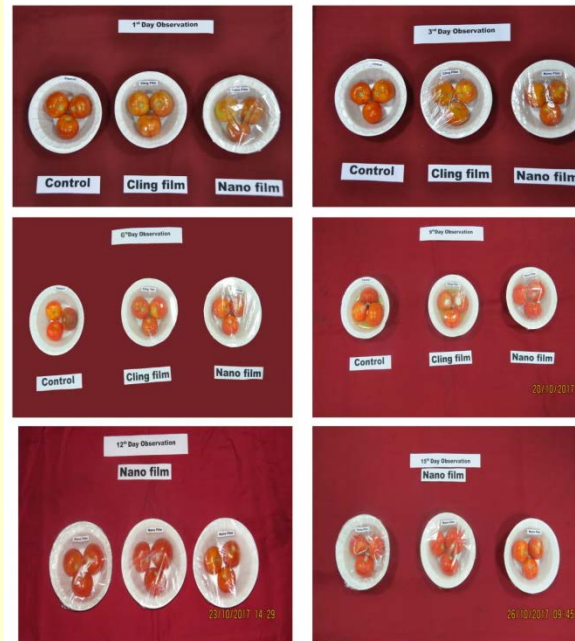 1st Day Observation
Control
Cling film
Nano film
3rd Day Observation
Control
Cling film
Nano film
6th Day Observation
Control
Cling film
Nano film
9th Day Observation
Control
Cling film
Nano film
20/10/2017
12th Day Observation
Nano film
23/10/2017 14:29
15th Day Observation
Nano film
26/10/2017 09:45